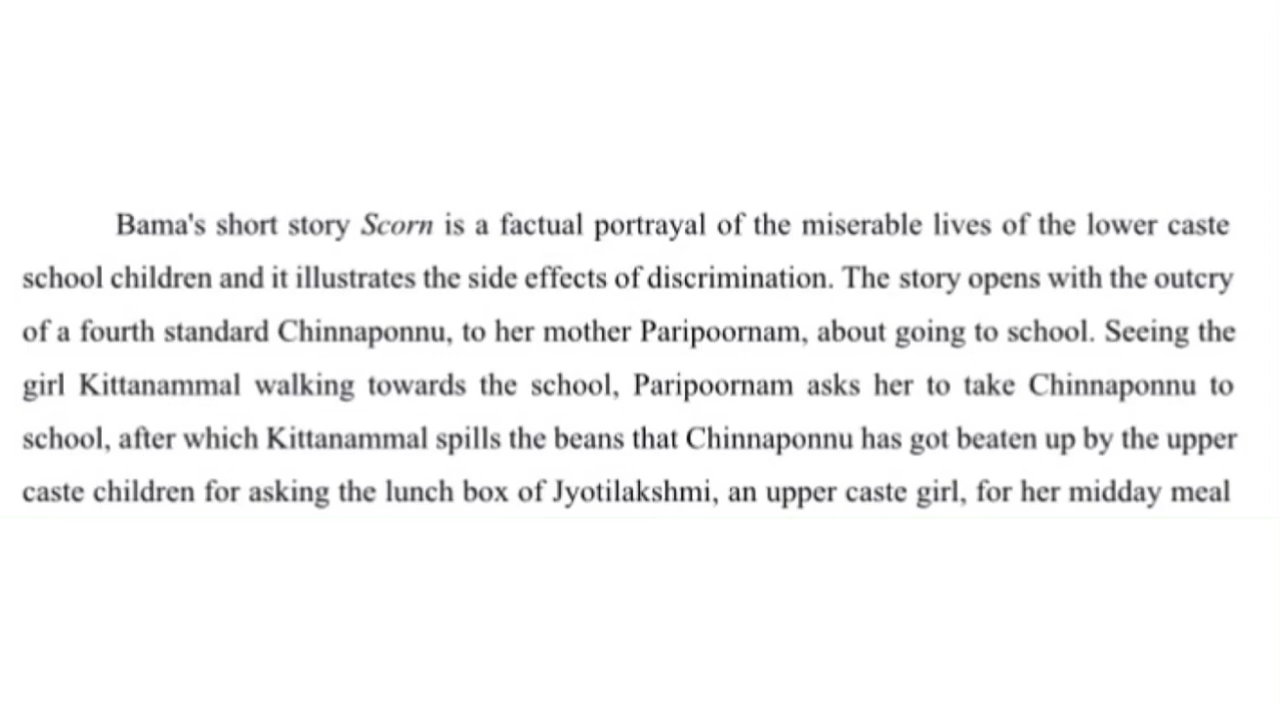 Bama's short story Scorn is a factual portrayal of the miserable lives of the lower caste
school children and it illustrates the side effects of discrimination. The story opens with the outcry
of a fourth standard Chinnaponnu, to her mother Paripoornam, about going to school. Seeing the
girl Kittanammal walking towards the school, Paripoornam asks her to take Chinnaponnu to
school, after which Kittanammal spills the beans that Chinnaponnu has got beaten up by the upper
caste children for asking the lunch box of Jyotilakshmi, an upper caste girl, for her midday meal